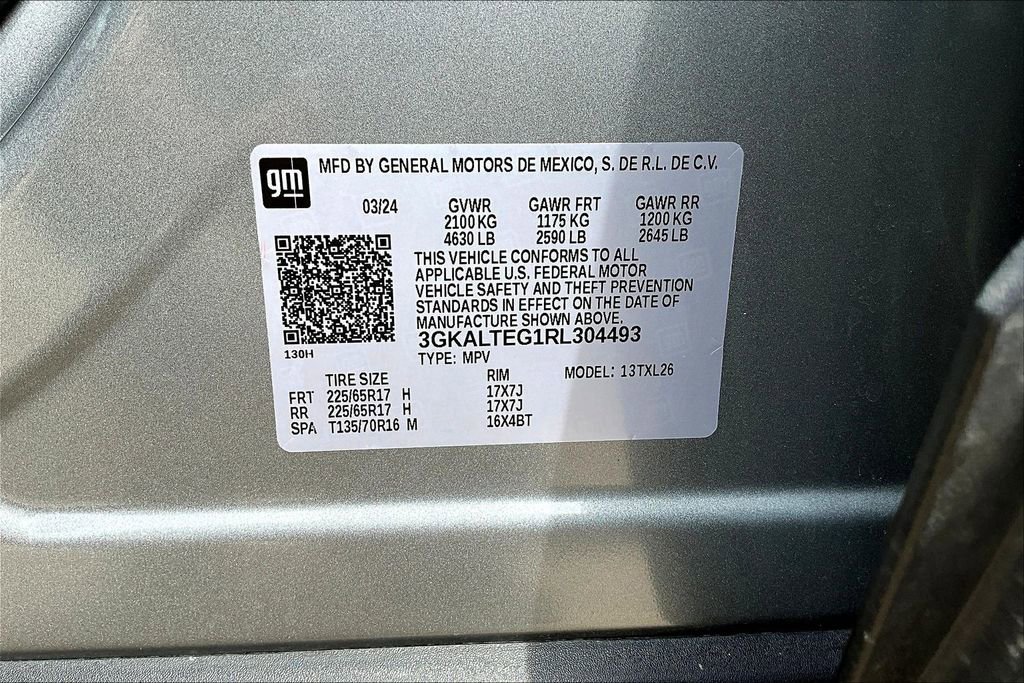 gm
MFD BY GENERAL MOTORS DE MEXICO, S. DE R.L. DE C.V.
03/24 GVWR GAWR FRT GAWR RR
2100 KG 1175 KG 1200 KG
4630 LB 2590 LB 2645 LB
THIS VEHICLE CONFORMS TO ALL
APPLICABLE U.S. FEDERAL MOTOR
VEHICLE SAFETY AND THEFT PREVENTION
STANDARDS IN EFFECT ON THE DATE OF
MANUFACTURE SHOWN ABOVE.
3GKALTEG1RL304493
130H
TYPE: MPV
MODEL: 13TXL26
TIRE SIZE RIM
FRT 225/65R17 H 17X7J
RR 225/65R17 H 17X7J
SPA T135/70R16 M 16X4BT